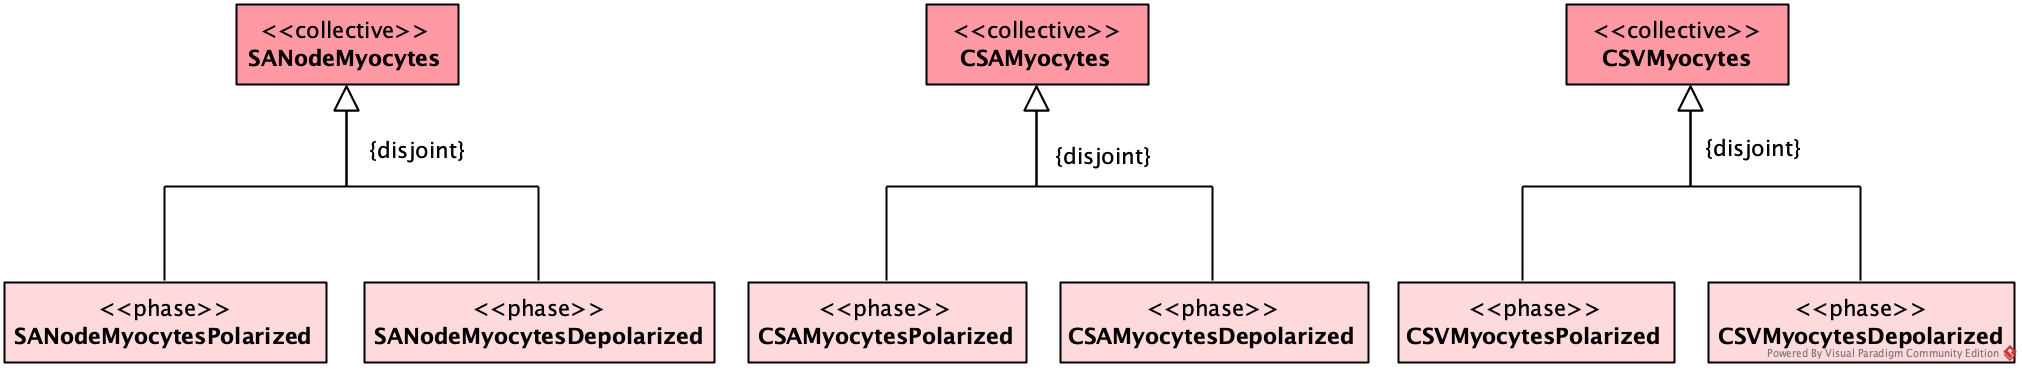 <<collective>>
SANodeMyocytes
<<collective>>
CSAMyocytes
<<collective>>
CSVMyocytes
{disjoint}
{disjoint}
{disjoint}
<<phase>>
SANodeMyocytesPolarized
<<phase>>
SANodeMyocytesDepolarized
<<phase>>
CSAMyocytesPolarized
<<phase>>
CSAMyocytesDepolarized
<<phase>>
CSVMyocytesPolarized
<<phase>>
CSVMyocytesDepolarized
Powered By Visual Paradigm Community Edition